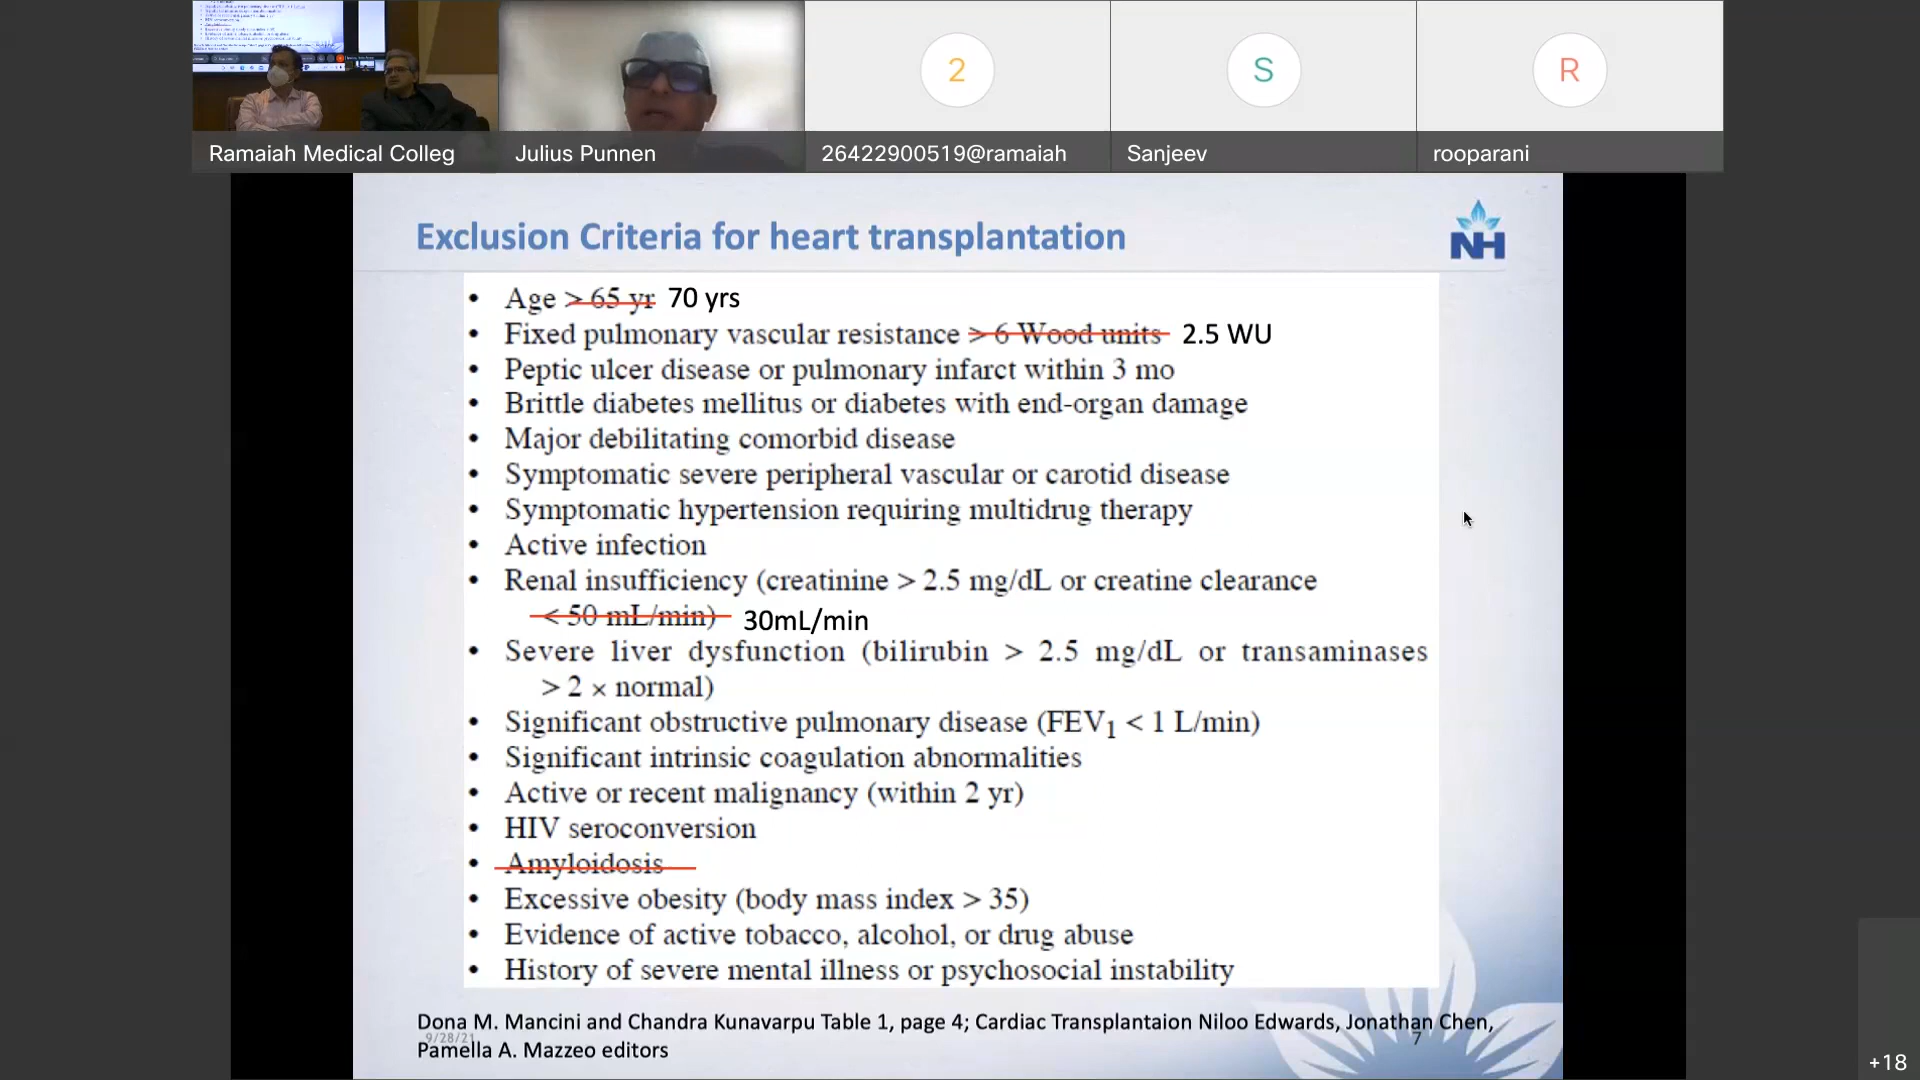 Ramaiah Medical Colleg
Julius Punnen
2
26422900519@ramaiah
S
Sanjeev
R
rooparani
Exclusion Criteria for heart transplantation
NH
• Age > 65 yr 70 yrs
• Fixed pulmonary vascular resistance > 6 Wood units 2.5 WU
• Peptic ulcer disease or pulmonary infarct within 3 mo
• Brittle diabetes mellitus or diabetes with end-organ damage
• Major debilitating comorbid disease
• Symptomatic severe peripheral vascular or carotid disease
• Symptomatic hypertension requiring multidrug therapy
• Active infection
• Renal insufficiency (creatinine > 2.5 mg/dL or creatine clearance
< 50 mL/min) 30mL/min
• Severe liver dysfunction (bilirubin > 2.5 mg/dL or transaminases
> 2 × normal)
• Significant obstructive pulmonary disease (FEV1 < 1 L/min)
• Significant intrinsic coagulation abnormalities
• Active or recent malignancy (within 2 yr)
• HIV seroconversion
• Amyloidosis
• Excessive obesity (body mass index > 35)
• Evidence of active tobacco, alcohol, or drug abuse
• History of severe mental illness or psychosocial instability
Dona M. Mancini and Chandra Kunavarpu Table 1, page 4; Cardiac Transplantaion Niloo Edwards, Jonathan Chen,
9/28/21
7
Pamella A. Mazzeo editors
+18